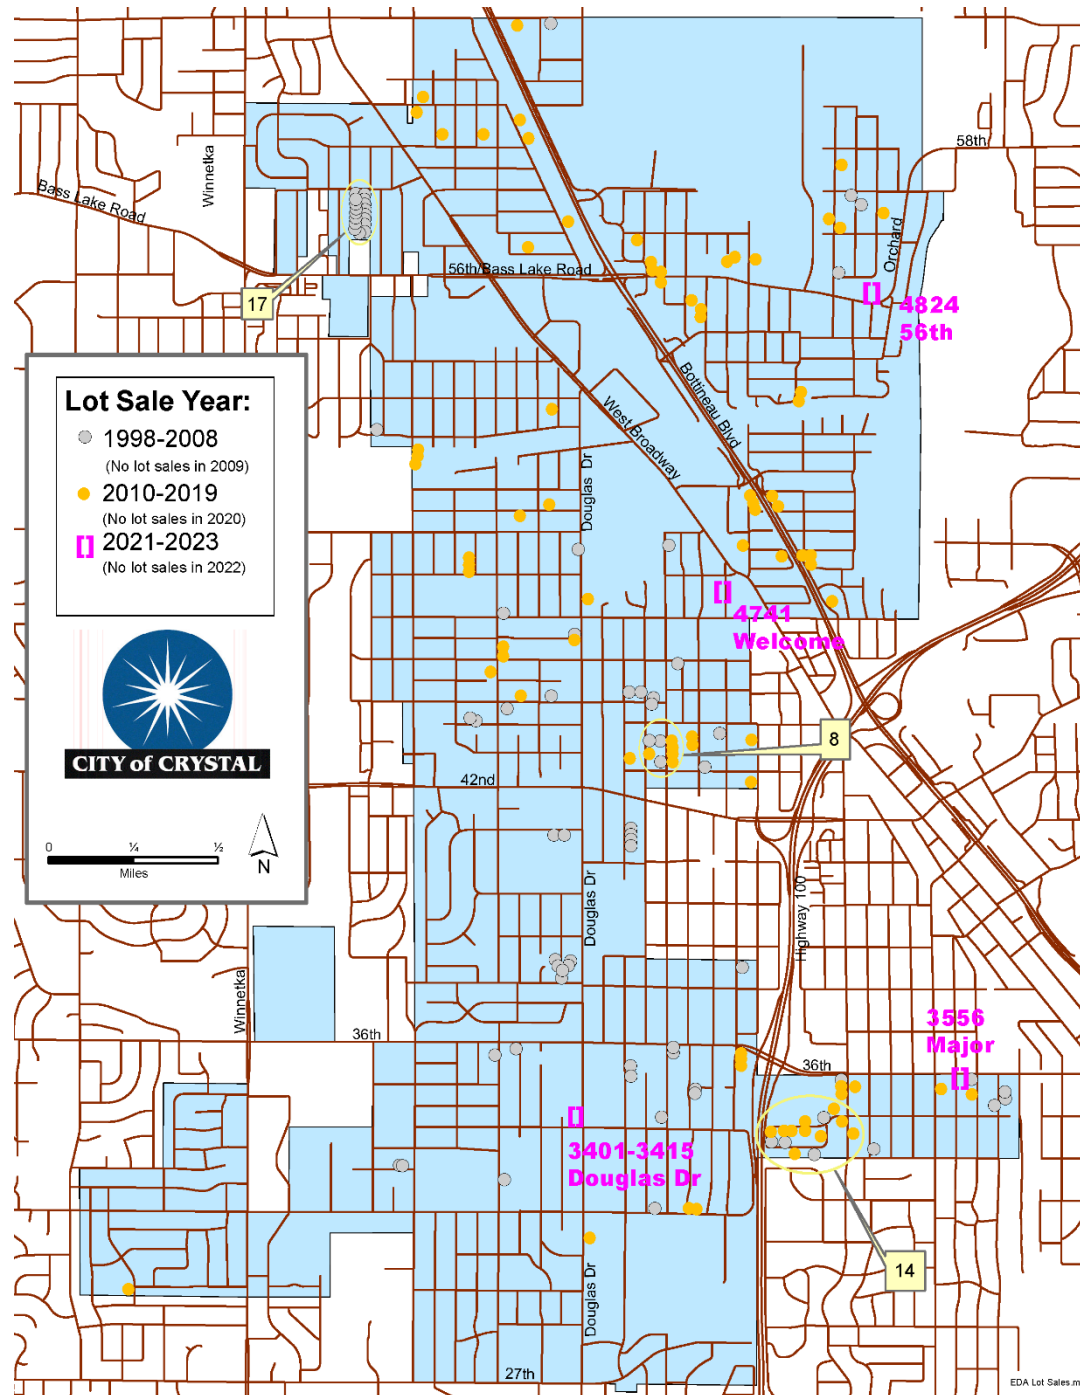 58th
Winnetka
Bass Lake Road
Orchard
56th/Bass Lake Road
17
[]
4824
56th
Lot Sale Year:
1998-2008
(No lot sales in 2009)
2010-2019
(No lot sales in 2020)
[] 2021-2023
(No lot sales in 2022)
CITY of CRYSTAL
0 ¼ ½
Miles
N
Bottineau Blvd
West Broadway
Douglas Dr
[]
4741
Welcome
8
42nd
Douglas Dr
Highway 100
Winnetka
36th
3556
Major
[]
36th
[]
3401-3415
Douglas Dr
14
Douglas Dr
27th
EDA Lot Sales.m